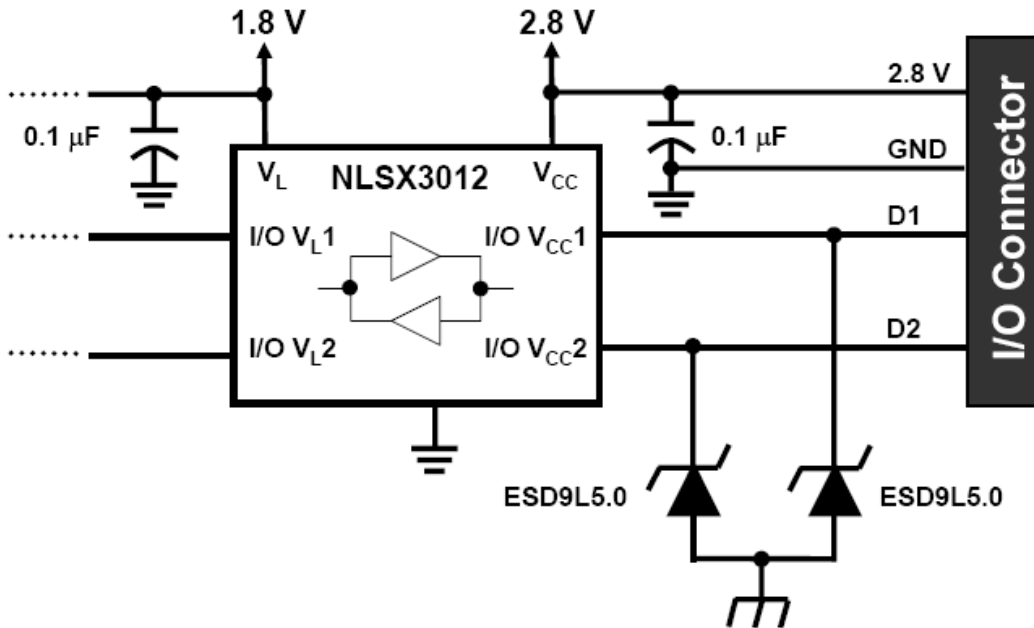 1.8 V
2.8 V
2.8 V
0.1 μF
0.1 μF
GND
V_L
NLSX3012
V_CC
I/O V_L1
I/O V_CC1
D1
I/O V_L2
I/O V_CC2
D2
I/O Connector
ESD9L5.0
ESD9L5.0